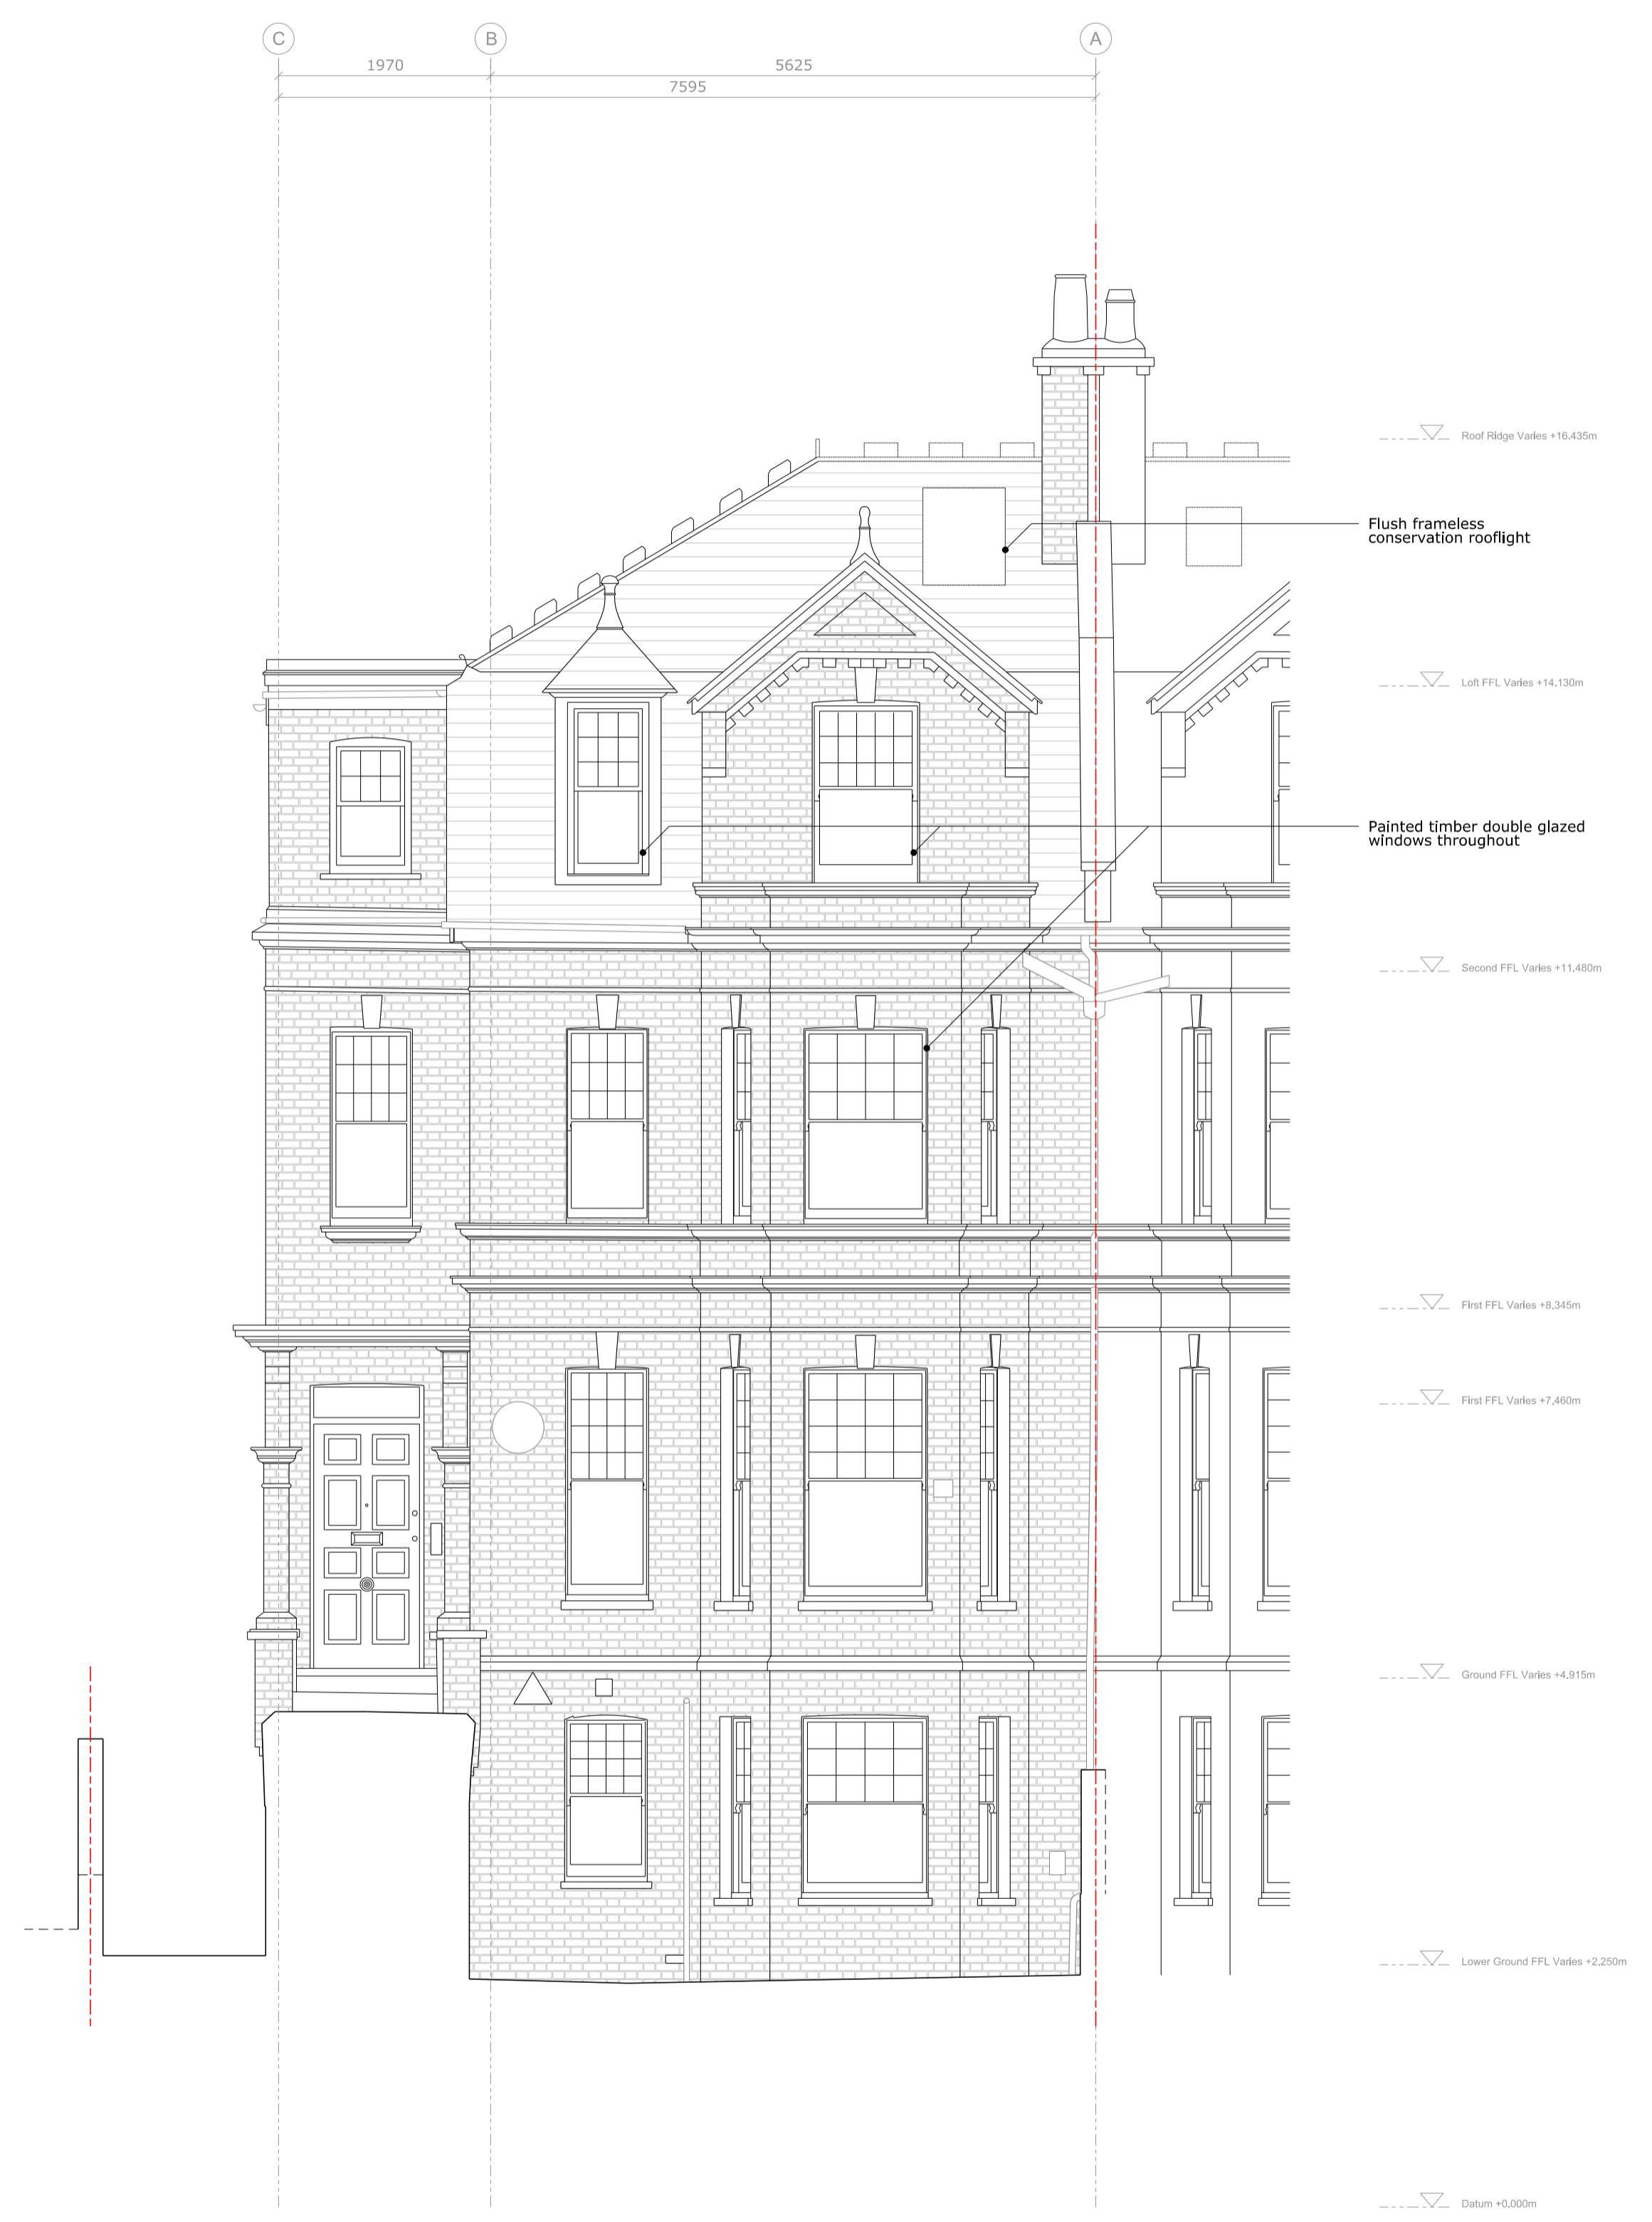 C
B
A
1970
5625
7595
Roof Ridge Varies +16.435m
Flush frameless
conservation rooflight
Loft FFL Varies +14,130m
Painted timber double glazed
windows throughout
Second FFL Varies +11.480m
First FFL Varies +8,345m
First FFL Varies +7.460m
Ground FFL Varies +4,915m
Lower Ground FFL Varies +2,250m
Datum +0,000m